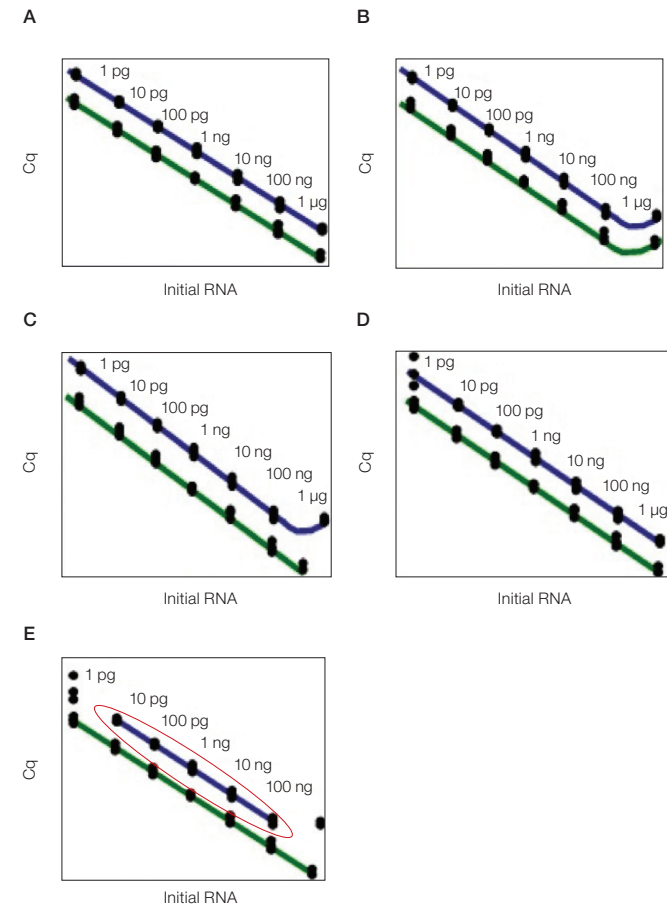 A
1 pg
10 pg
100 pg
1 ng
10 ng
100 ng
1 µg
Cq
Initial RNA
B
1 pg
10 pg
100 pg
1 ng
10 ng
100 ng
1 µg
Cq
Initial RNA
C
1 pg
10 pg
100 pg
1 ng
10 ng
100 ng
1 µg
Cq
Initial RNA
D
1 pg
10 pg
100 pg
1 ng
10 ng
100 ng
1 µg
Cq
Initial RNA
E
1 pg
10 pg
100 pg
1 ng
10 ng
100 ng
Cq
Initial RNA